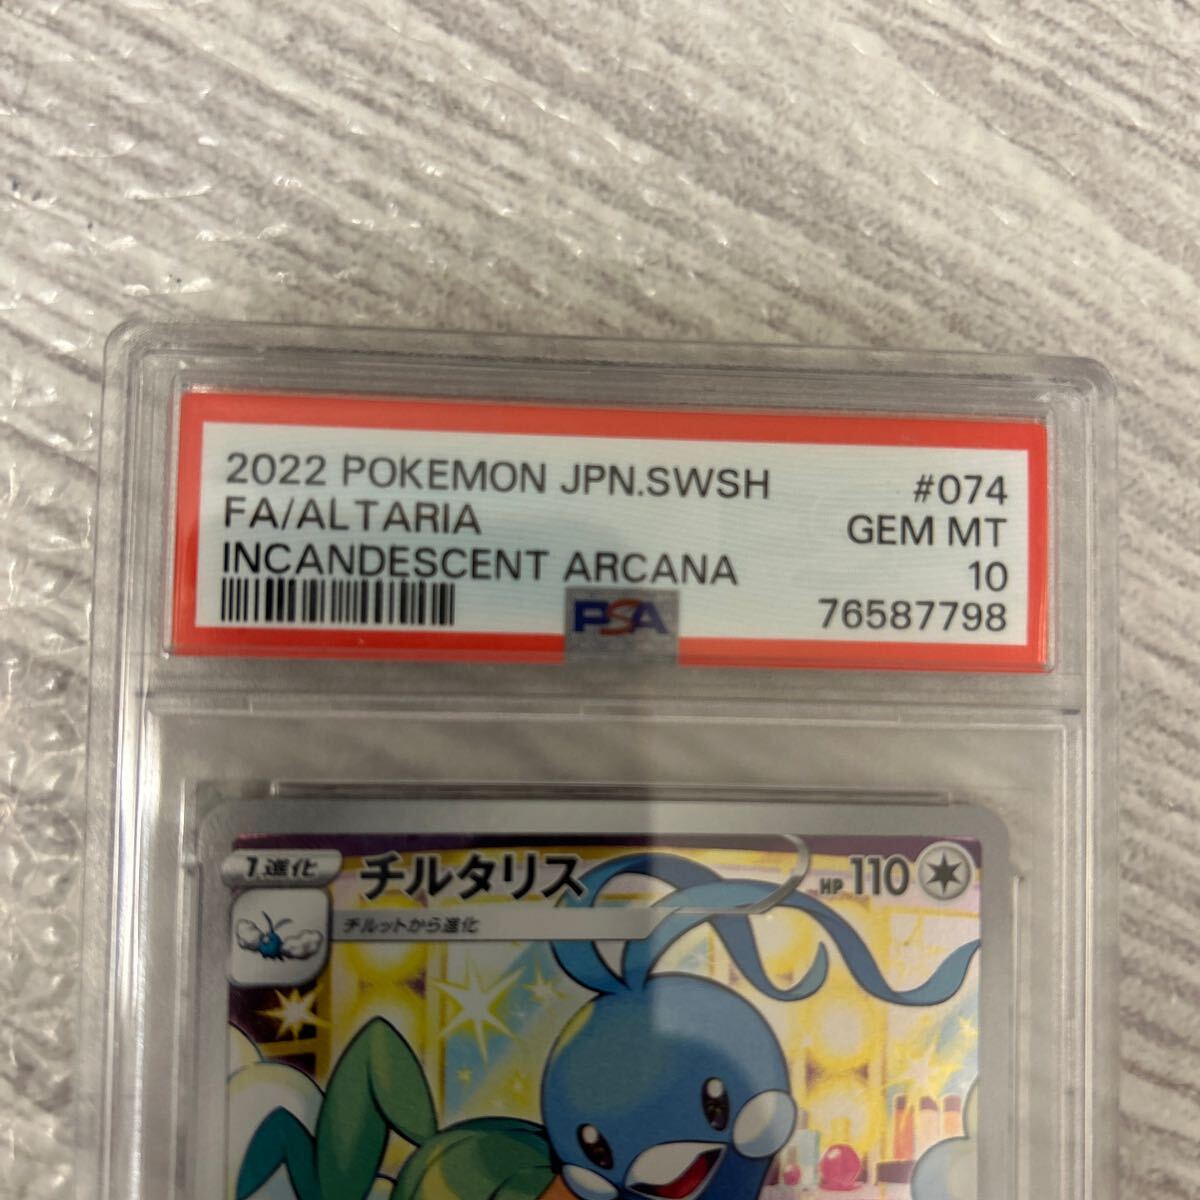 2022 POKEMON JPN.SWSH #074
FA/ALTARIA GEM MT
INCANDESCENT ARCANA 10
PSA 76587798
1進化 チルタリス HP 110
チルットから進化